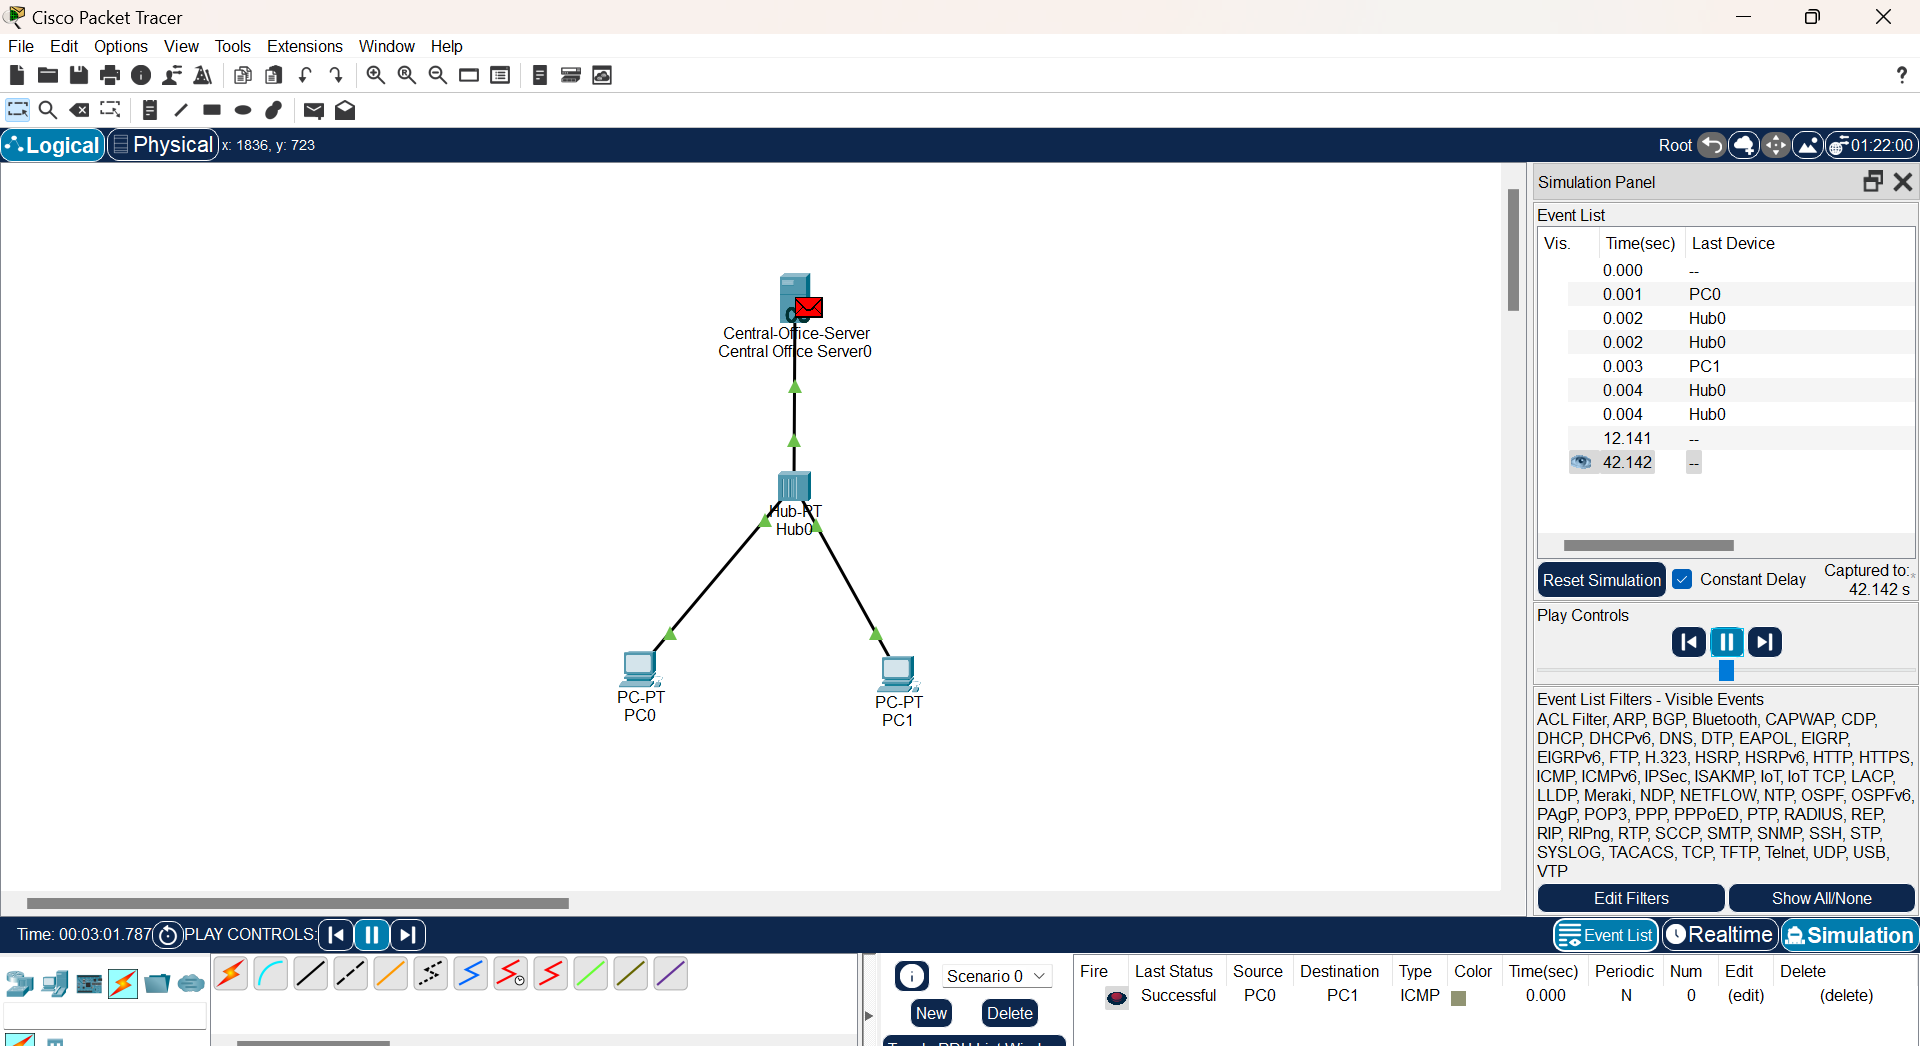 Cisco Packet Tracer
File Edit Options View Tools Extensions Window Help
?
Logical Physical x: 1836, y: 723 Root 01:22:00
Simulation Panel
Event List
Vis. Time(sec) Last Device
0.000 --
0.001 PC0
0.002 Hub0
0.002 Hub0
0.003 PC1
0.004 Hub0
0.004 Hub0
12.141 --
42.142 --
Reset Simulation Constant Delay Captured to:*
42.142 s
Play Controls
Event List Filters - Visible Events
ACL Filter, ARP, BGP, Bluetooth, CAPWAP, CDP,
DHCP, DHCPv6, DNS, DTP, EAPOL, EIGRP,
EIGRPv6, FTP, H.323, HSRP, HSRPv6, HTTP, HTTPS,
ICMP, ICMPv6, IPSec, ISAKMP, IoT, IoT TCP, LACP,
LLDP, Meraki, NDP, NETFLOW, NTP, OSPF, OSPFv6,
PAgP, POP3, PPP, PPPoED, PTP, RADIUS, REP,
RIP, RIPng, RTP, SCCP, SMTP, SNMP, SSH, STP,
SYSLOG, TACACS, TCP, TFTP, Telnet, UDP, USB,
VTP
Edit Filters Show All/None
Central-Office-Server
Central Office Server0
Hub-PT
Hub0
PC-PT
PC0
PC-PT
PC1
Time: 00:03:01.787 PLAY CONTROLS: Event List Realtime Simulation
Scenario 0
New Delete
Fire Last Status Source Destination Type Color Time(sec) Periodic Num Edit Delete
Successful PC0 PC1 ICMP 0.000 N 0 (edit) (delete)